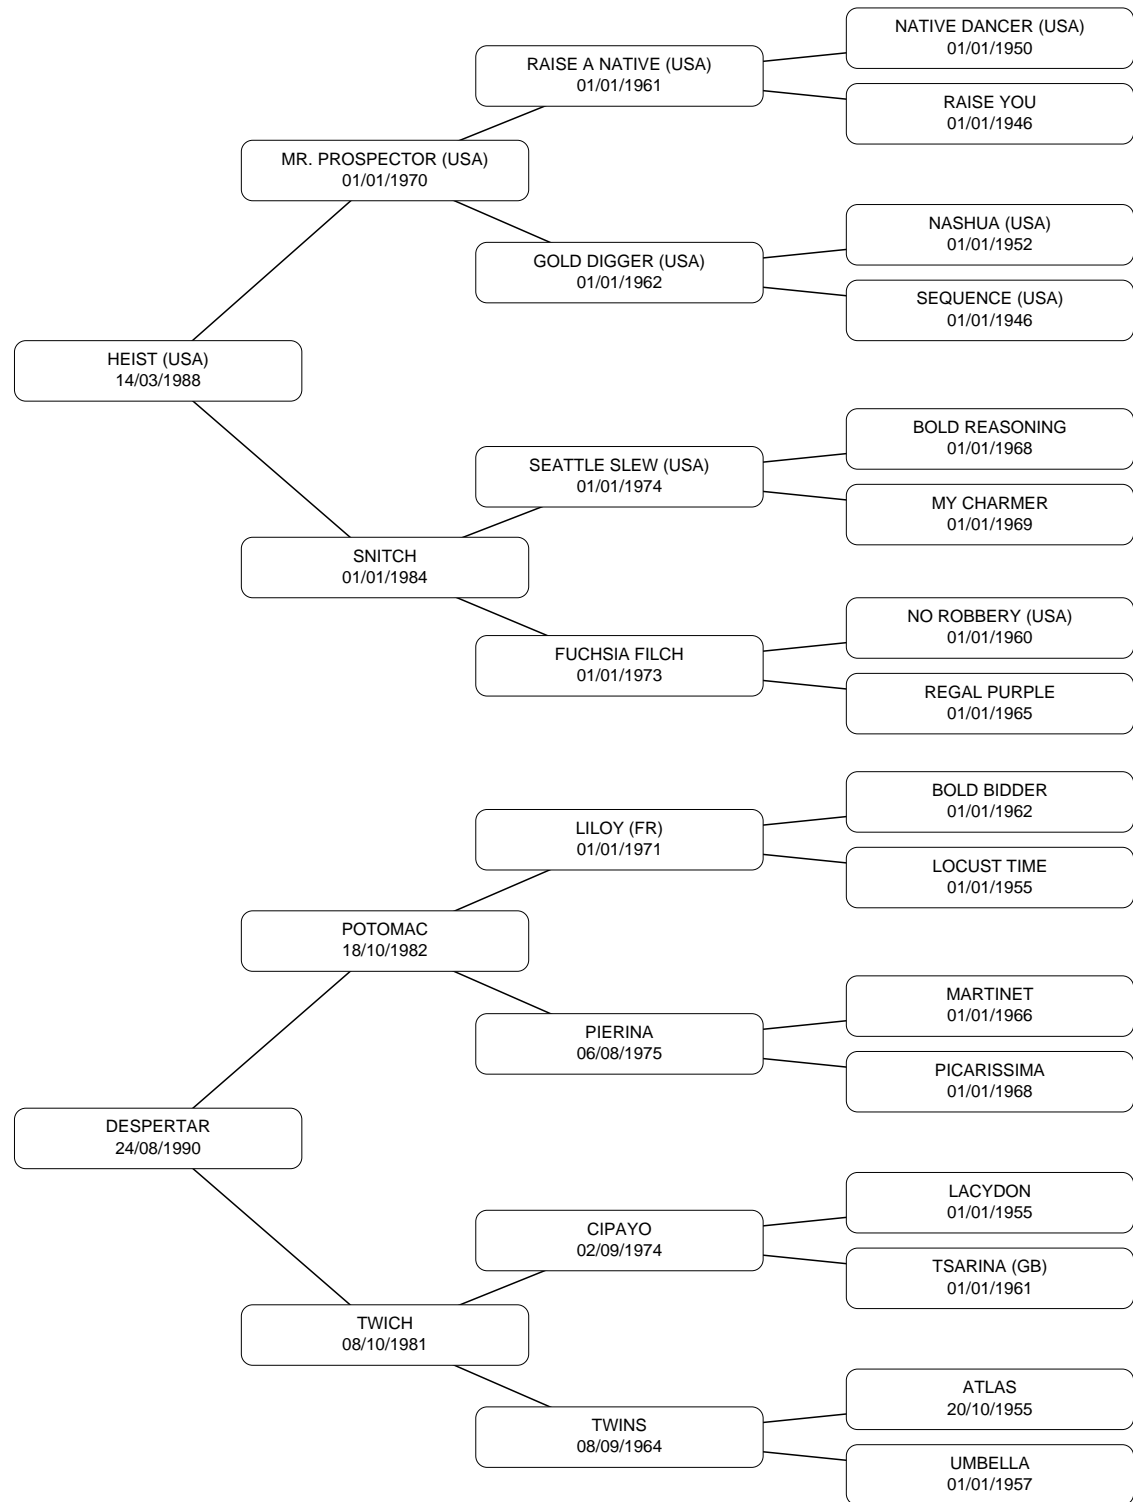 NATIVE DANCER (USA)
01/01/1950
RAISE A NATIVE (USA)
01/01/1961
RAISE YOU
01/01/1946
MR. PROSPECTOR (USA)
01/01/1970
NASHUA (USA)
01/01/1952
GOLD DIGGER (USA)
01/01/1962
SEQUENCE (USA)
01/01/1946
HEIST (USA)
14/03/1988
BOLD REASONING
01/01/1968
SEATTLE SLEW (USA)
01/01/1974
MY CHARMER
01/01/1969
SNITCH
01/01/1984
NO ROBBERY (USA)
01/01/1960
FUCHSIA FILCH
01/01/1973
REGAL PURPLE
01/01/1965
BOLD BIDDER
01/01/1962
LILOY (FR)
01/01/1971
LOCUST TIME
01/01/1955
POTOMAC
18/10/1982
MARTINET
01/01/1966
PIERINA
06/08/1975
PICARISSIMA
01/01/1968
DESPERTAR
24/08/1990
LACYDON
01/01/1955
CIPAYO
02/09/1974
TSARINA (GB)
01/01/1961
TWICH
08/10/1981
ATLAS
20/10/1955
TWINS
08/09/1964
UMBELLA
01/01/1957